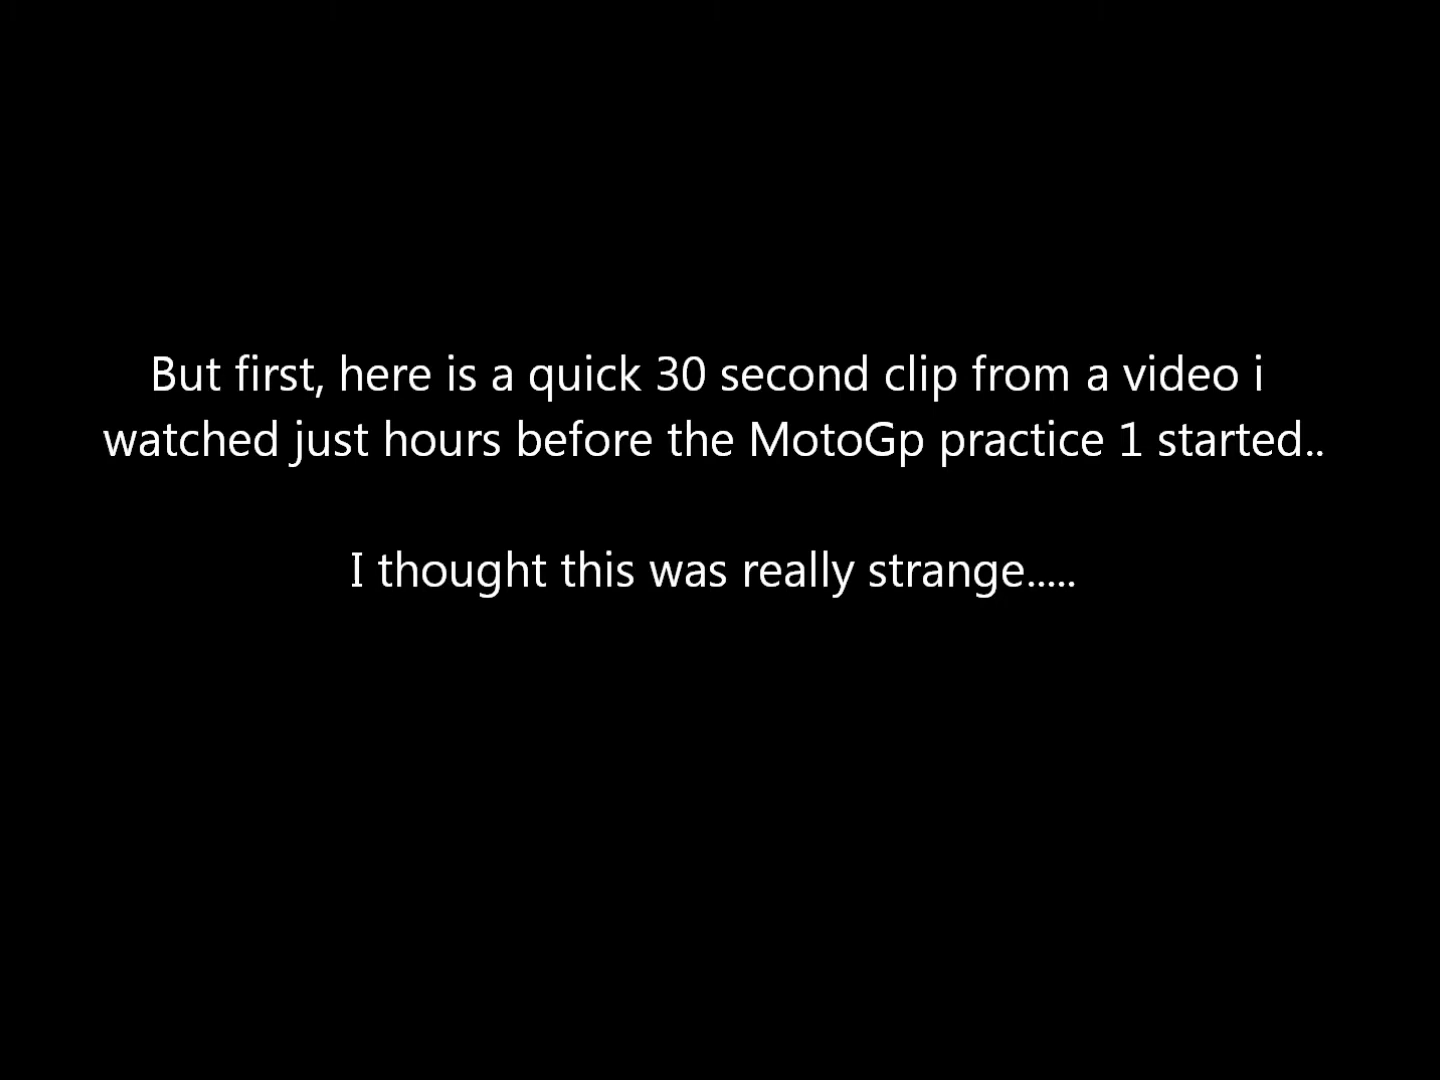 But first, here is a quick 30 second clip from a video i
watched just hours before the MotoGp practice 1 started..
I thought this was really strange.....